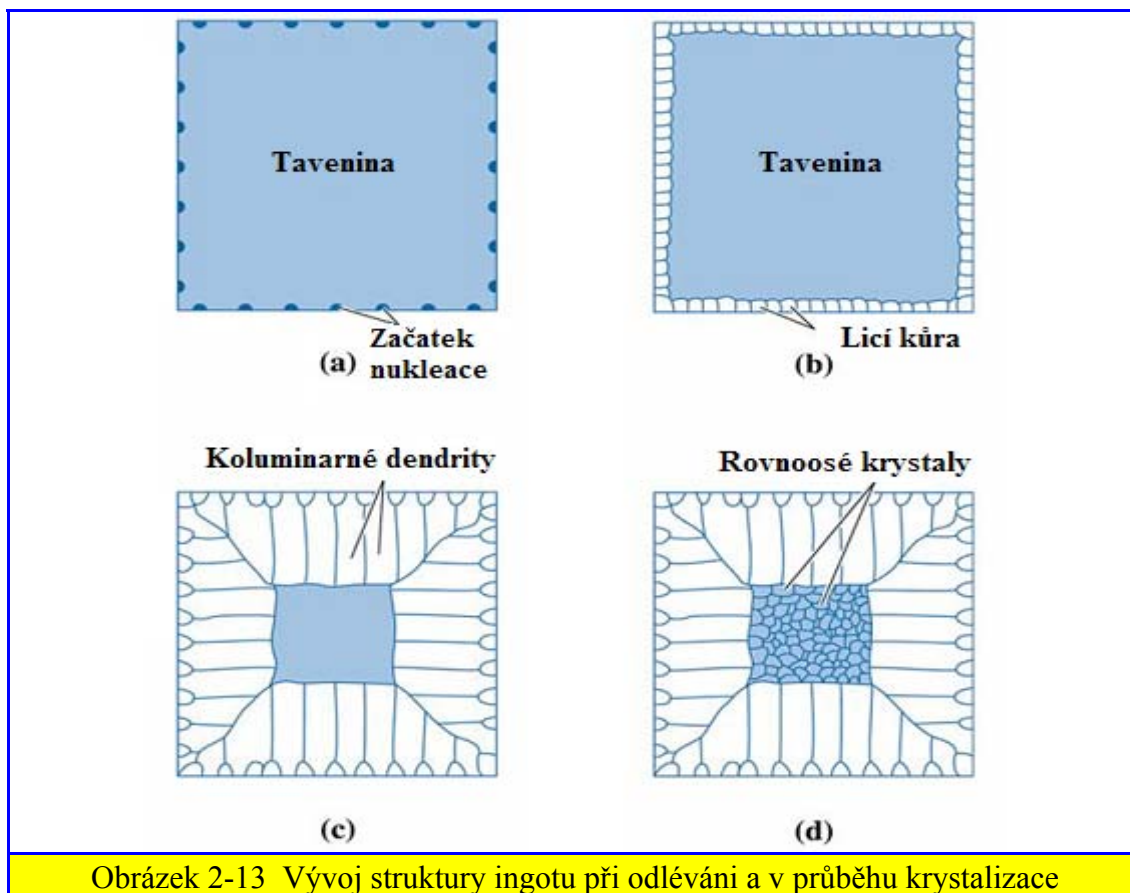 Tavenina
Tavenina
Začatek
nukleace
(a)
Licí kůra
(b)
Koluminarné dendrity
Rovnoosé krystaly
(c)
(d)
Obrázek 2-13 Vývoj struktury ingotu při odléváni a v průběhu krystalizace